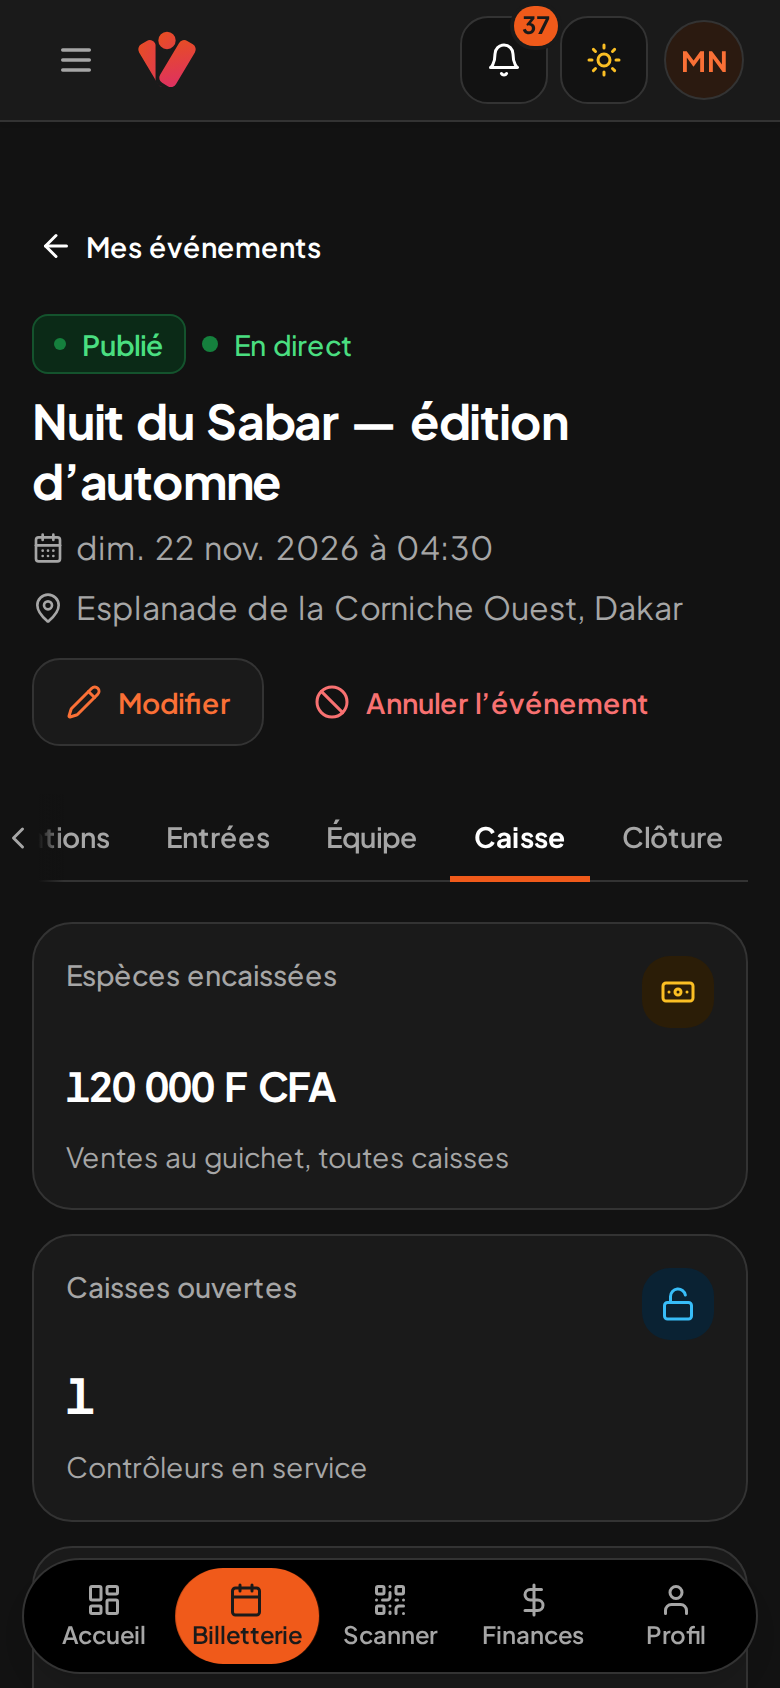 37
MN
Mes événements
Publié
En direct
Nuit du Sabar — édition
d’automne
dim. 22 nov. 2026 à 04:30
Esplanade de la Corniche Ouest, Dakar
Modifier
Annuler l’événement
tions
Entrées
Équipe
Caisse
Clôture
Espèces encaissées
120 000 F CFA
Ventes au guichet, toutes caisses
Caisses ouvertes
1
Contrôleurs en service
Accueil
Billetterie
Scanner
Finances
Profil